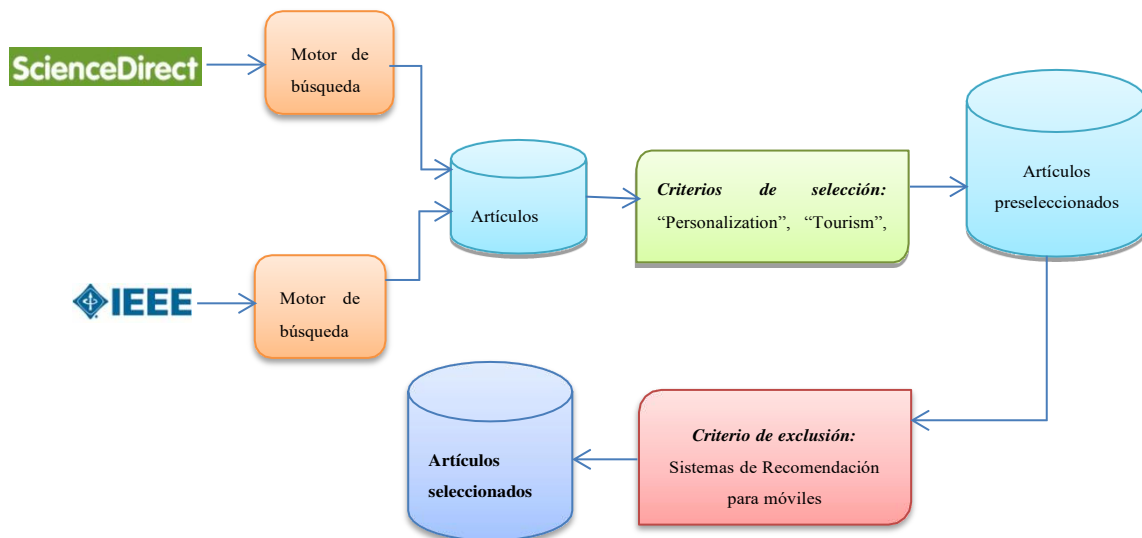 ScienceDirect
Motor de
búsqueda
Artículos
Criterios de selección:
“Personalization”, “Tourism”,
Artículos
preseleccionados
IEEE
Motor de
búsqueda
Artículos
seleccionados
Criterio de exclusión:
Sistemas de Recomendación
para móviles